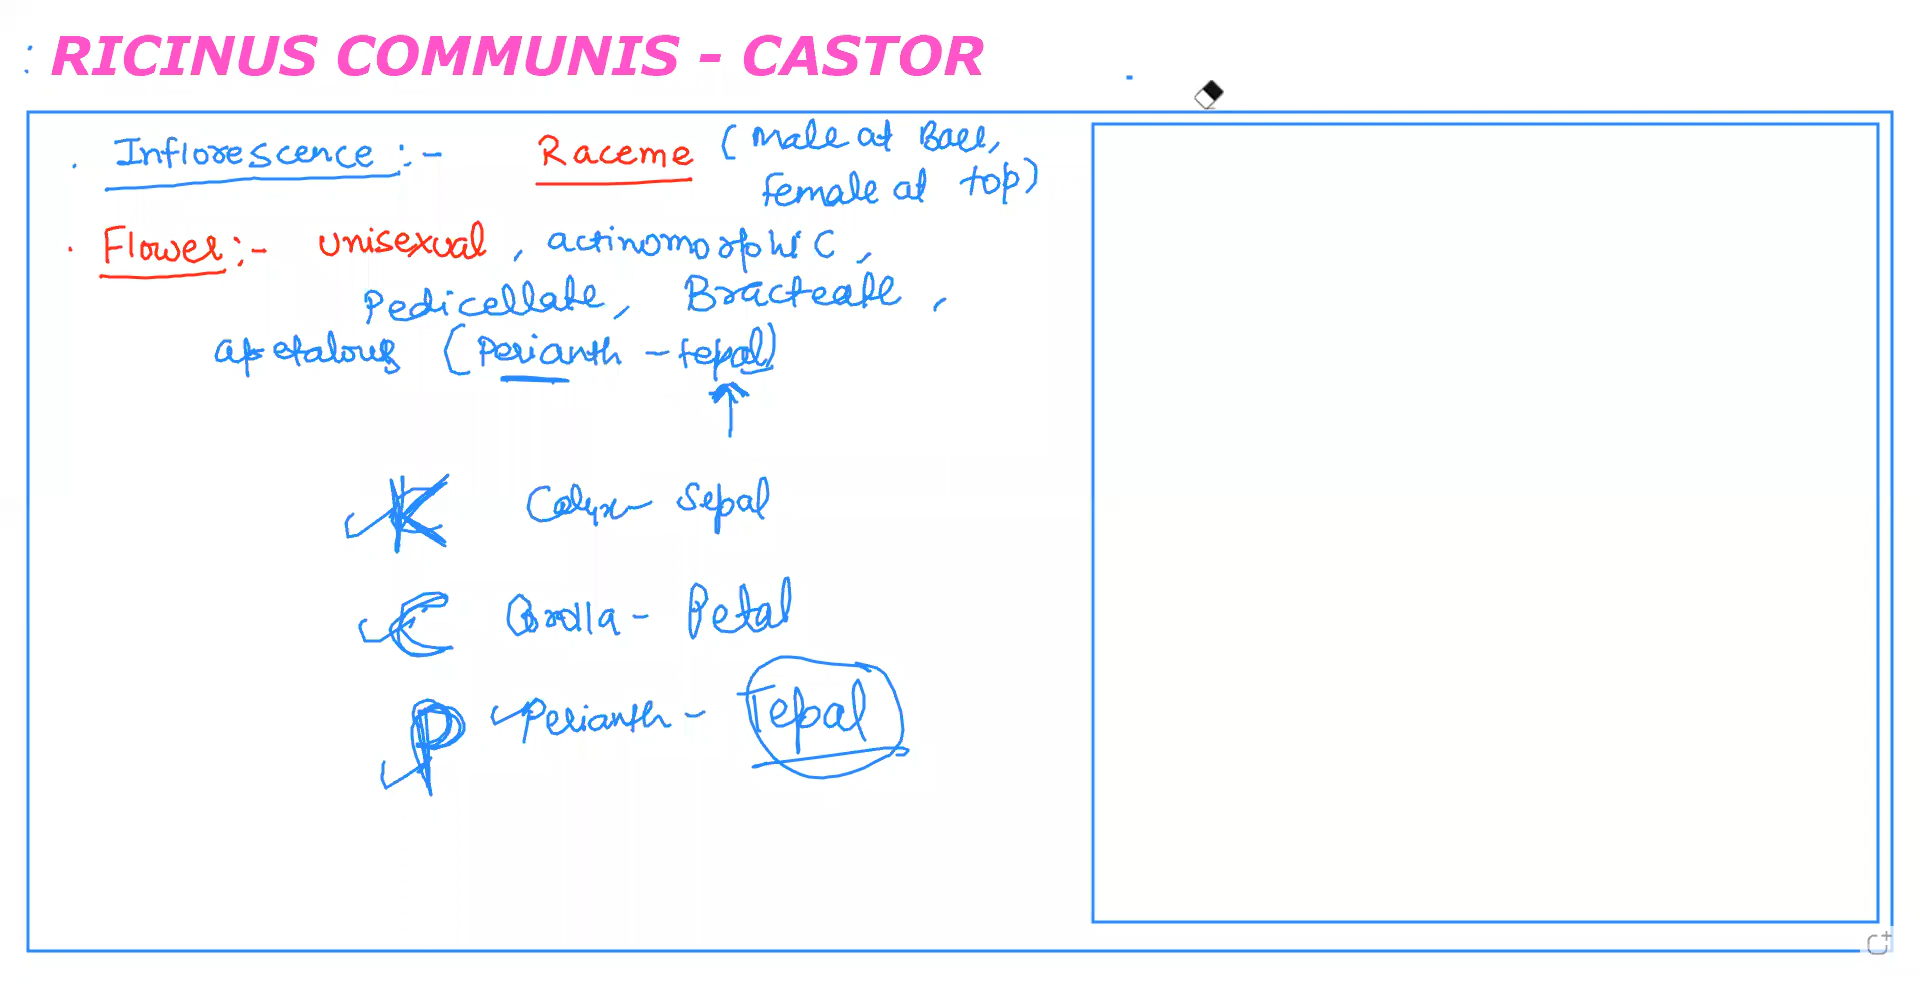 RICINUS COMMUNIS - CASTOR
Inflorescence :- Raceme (male at Base,
female at top)
Flower :- unisexual, actinomorphic,
Pedicellate, Bracteate,
apetalous (Perianth - tepal)
K Calyx - Sepal
C Corolla - Petal
P Perianth - Tepal